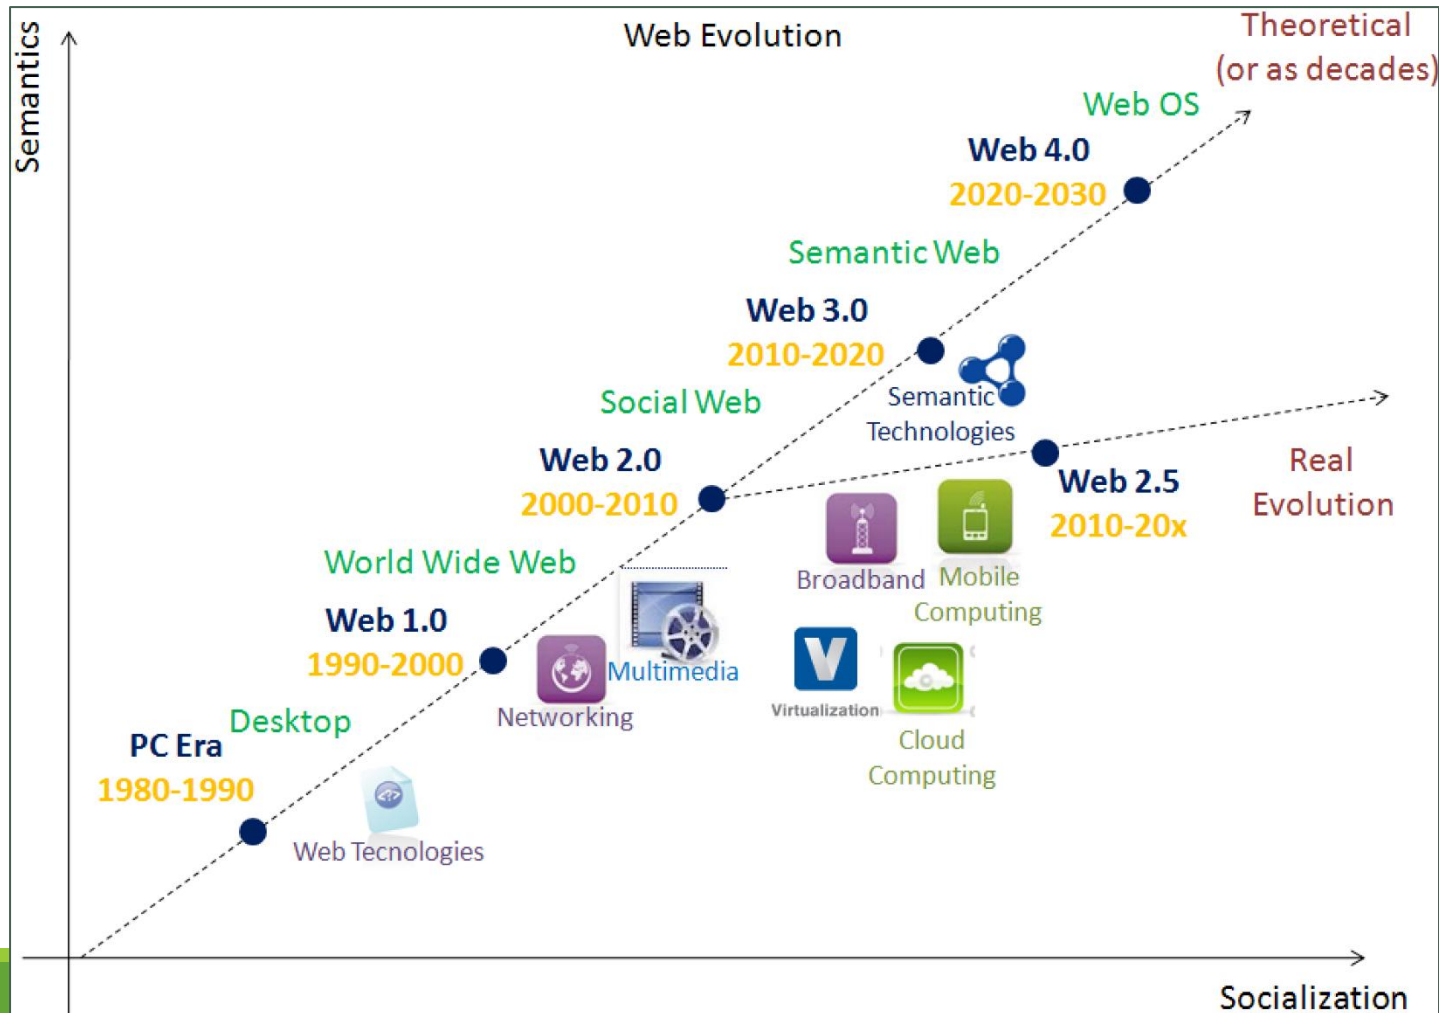 Web Evolution
Semantics
Theoretical
(or as decades)
Web OS
Web 4.0
2020-2030
Semantic Web
Web 3.0
2010-2020
Semantic
Technologies
Social Web
Web 2.0
2000-2010
Web 2.5
2010-20x
Real
Evolution
Broadband
Mobile
Computing
World Wide Web
Web 1.0
1990-2000
Networking
Multimedia
V
Virtualization
Cloud
Computing
Desktop
PC Era
1980-1990
<?>
Web Tecnologies
Socialization